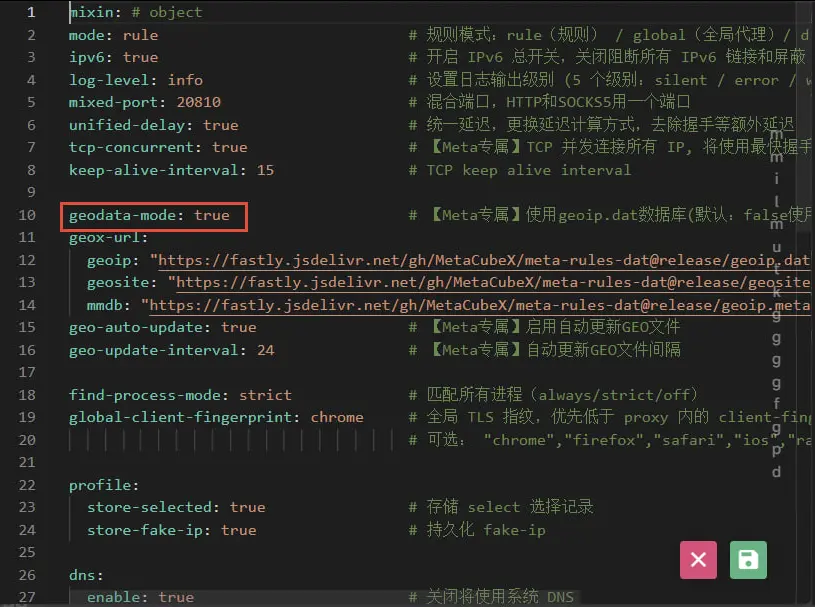 1 mixin: # object
2 mode: rule # 规则模式：rule（规则） / global（全局代理）/ d
3 ipv6: true # 开启 IPv6 总开关，关闭阻断所有 IPv6 链接和屏蔽
4 log-level: info # 设置日志输出级别 (5 个级别：silent / error / w
5 mixed-port: 20810 # 混合端口，HTTP和SOCKS5用一个端口
6 unified-delay: true # 统一延迟，更换延迟计算方式，去除握手等额外延迟
7 tcp-concurrent: true # 【Meta专属】TCP 并发连接所有 IP, 将使用最快握手
8 keep-alive-interval: 15 # TCP keep alive interval
9
10 geodata-mode: true # 【Meta专属】使用geoip.dat数据库(默认：false使用
11 geox-url:
12 geoip: "https://fastly.jsdelivr.net/gh/MetaCubeX/meta-rules-dat@release/geoip.dat
13 geosite: "https://fastly.jsdelivr.net/gh/MetaCubeX/meta-rules-dat@release/geosite
14 mmdb: "https://fastly.jsdelivr.net/gh/MetaCubeX/meta-rules-dat@release/geoip.meta
15 geo-auto-update: true # 【Meta专属】启用自动更新GEO文件
16 geo-update-interval: 24 # 【Meta专属】自动更新GEO文件间隔
17
18 find-process-mode: strict # 匹配所有进程（always/strict/off）
19 global-client-fingerprint: chrome # 全局 TLS 指纹，优先低于 proxy 内的 client-fing
20 # 可选： "chrome","firefox","safari","ios","ra
21
22 profile:
23 store-selected: true # 存储 select 选择记录
24 store-fake-ip: true # 持久化 fake-ip
25
26 dns:
27 enable: true # 关闭将使用系统 DNS